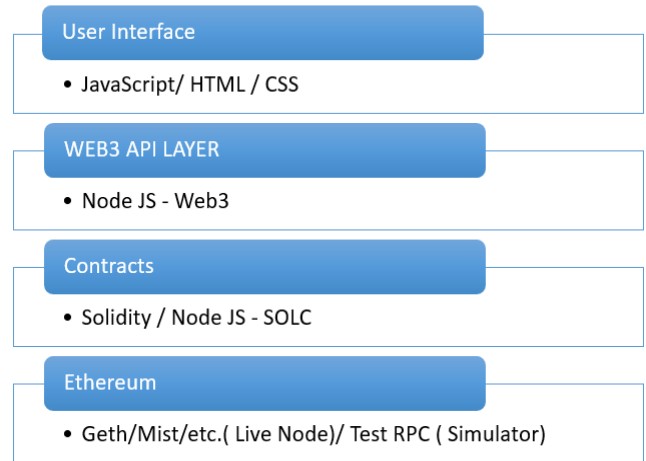 User Interface
• JavaScript/ HTML / CSS
WEB3 API LAYER
• Node JS - Web3
Contracts
• Solidity / Node JS - SOLC
Ethereum
• Geth/Mist/etc.( Live Node)/ Test RPC ( Simulator)